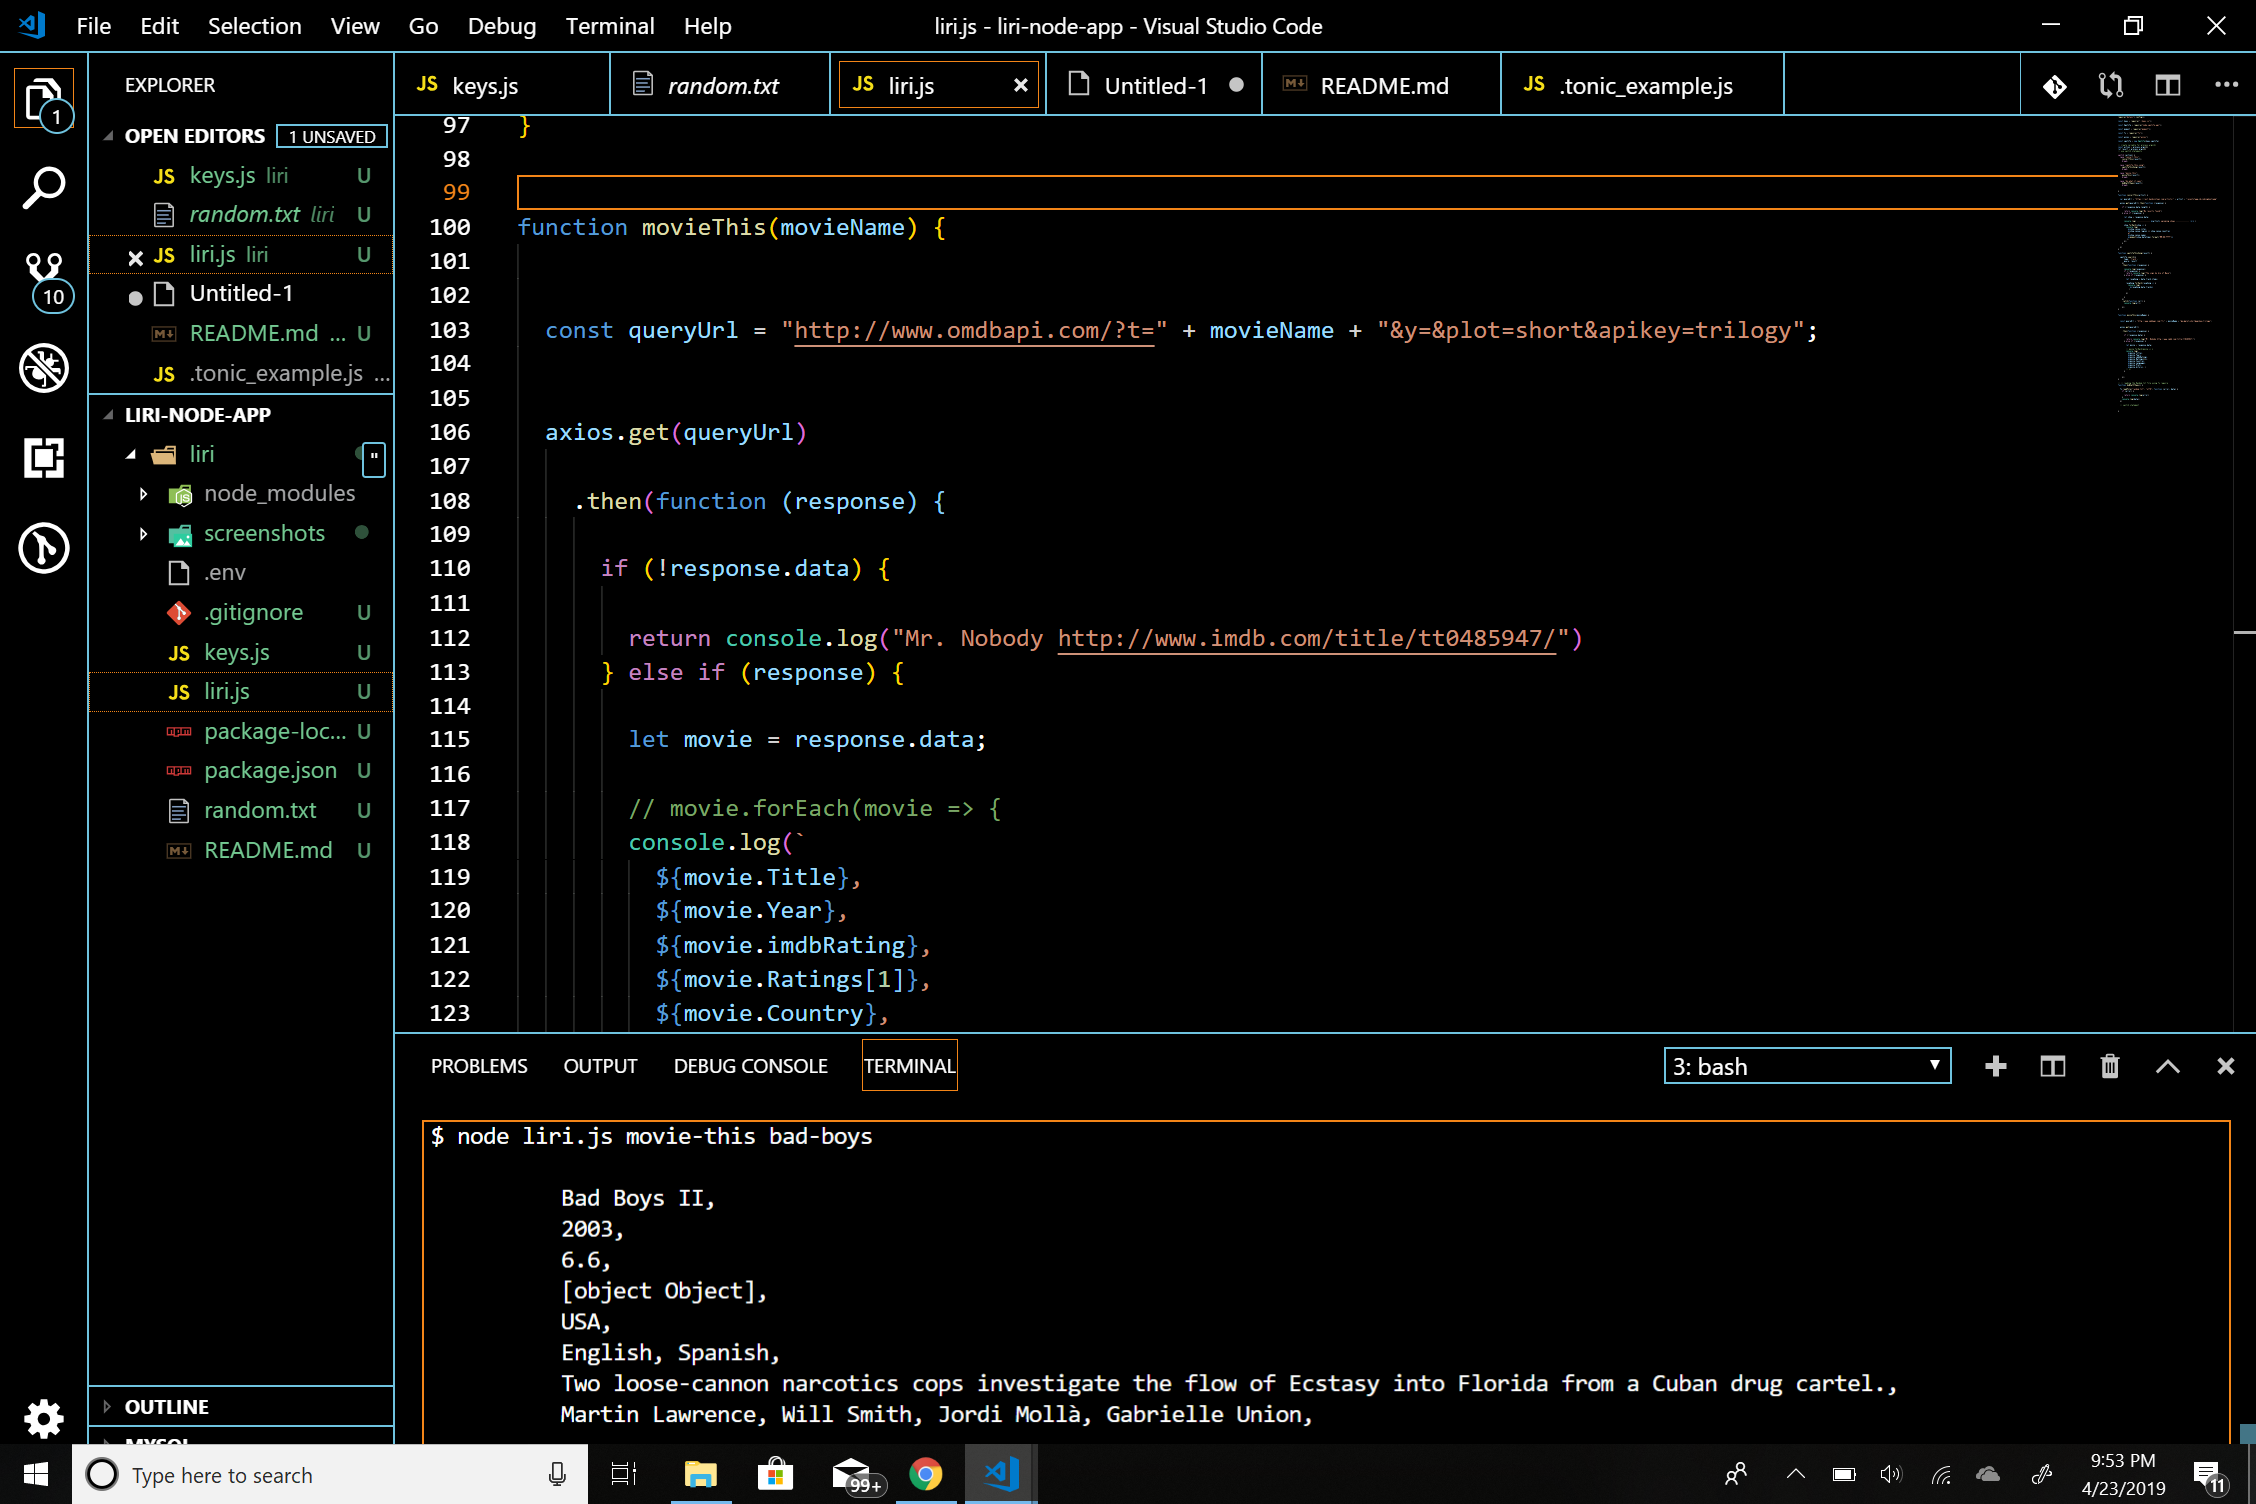 File Edit Selection View Go Debug Terminal Help
liri.js - liri-node-app - Visual Studio Code
EXPLORER
1
OPEN EDITORS 1 UNSAVED
JS keys.js liri U
random.txt liri U
JS liri.js liri U
Untitled-1
README.md ... U
JS .tonic_example.js ...
10
LIRI-NODE-APP
liri "
node_modules
screenshots
.env
.gitignore U
JS keys.js U
JS liri.js U
package-loc... U
package.json U
random.txt U
README.md U
OUTLINE
JS keys.js
random.txt
JS liri.js
Untitled-1
README.md
JS .tonic_example.js
97 }
98
99
100 function movieThis(movieName) {
101
102
103 const queryUrl = "http://www.omdbapi.com/?t=" + movieName + "&y=&plot=short&apikey=trilogy";
104
105
106 axios.get(queryUrl)
107
108 .then(function (response) {
109
110 if (!response.data) {
111
112 return console.log("Mr. Nobody http://www.imdb.com/title/tt0485947/")
113 } else if (response) {
114
115 let movie = response.data;
116
117 // movie.forEach(movie => {
118 console.log(`
119 ${movie.Title},
120 ${movie.Year},
121 ${movie.imdbRating},
122 ${movie.Ratings[1]},
123 ${movie.Country},
PROBLEMS OUTPUT DEBUG CONSOLE TERMINAL
3: bash
$ node liri.js movie-this bad-boys
Bad Boys II,
2003,
6.6,
[object Object],
USA,
English, Spanish,
Two loose-cannon narcotics cops investigate the flow of Ecstasy into Florida from a Cuban drug cartel.,
Martin Lawrence, Will Smith, Jordi Mollà, Gabrielle Union,
Type here to search
99+
9:53 PM
4/23/2019
11